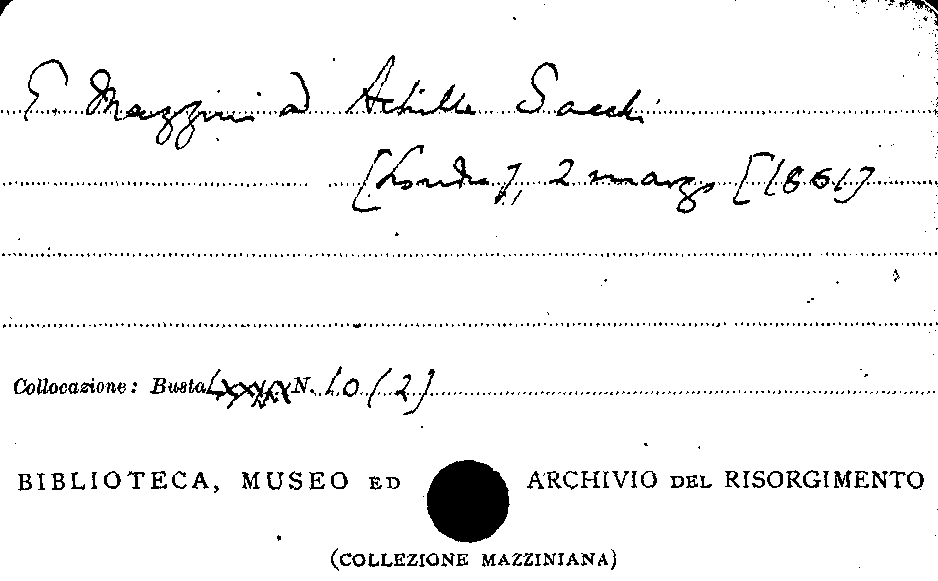 G. Mazzini ad Achille Sacchi
[Londra], 2 marzo [1861]
Collocazione: Busta N. 10 (2)
BIBLIOTECA, MUSEO ED ARCHIVIO DEL RISORGIMENTO
(COLLEZIONE MAZZINIANA)